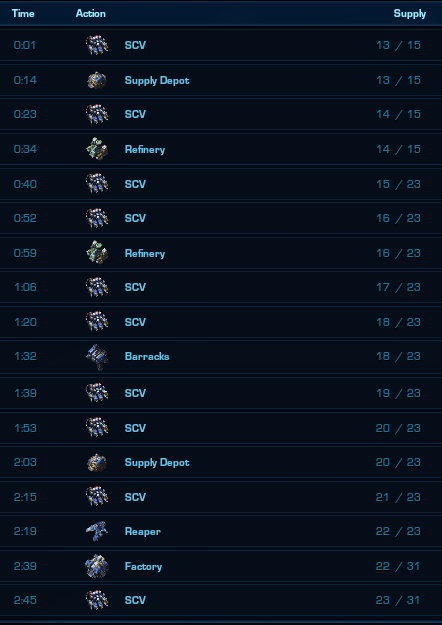 Time Action Supply
0:01 SCV 13 / 15
0:14 Supply Depot 13 / 15
0:23 SCV 14 / 15
0:34 Refinery 14 / 15
0:40 SCV 15 / 23
0:52 SCV 16 / 23
0:59 Refinery 16 / 23
1:06 SCV 17 / 23
1:20 SCV 18 / 23
1:32 Barracks 18 / 23
1:39 SCV 19 / 23
1:53 SCV 20 / 23
2:03 Supply Depot 20 / 23
2:15 SCV 21 / 23
2:19 Reaper 22 / 23
2:39 Factory 22 / 31
2:45 SCV 23 / 31